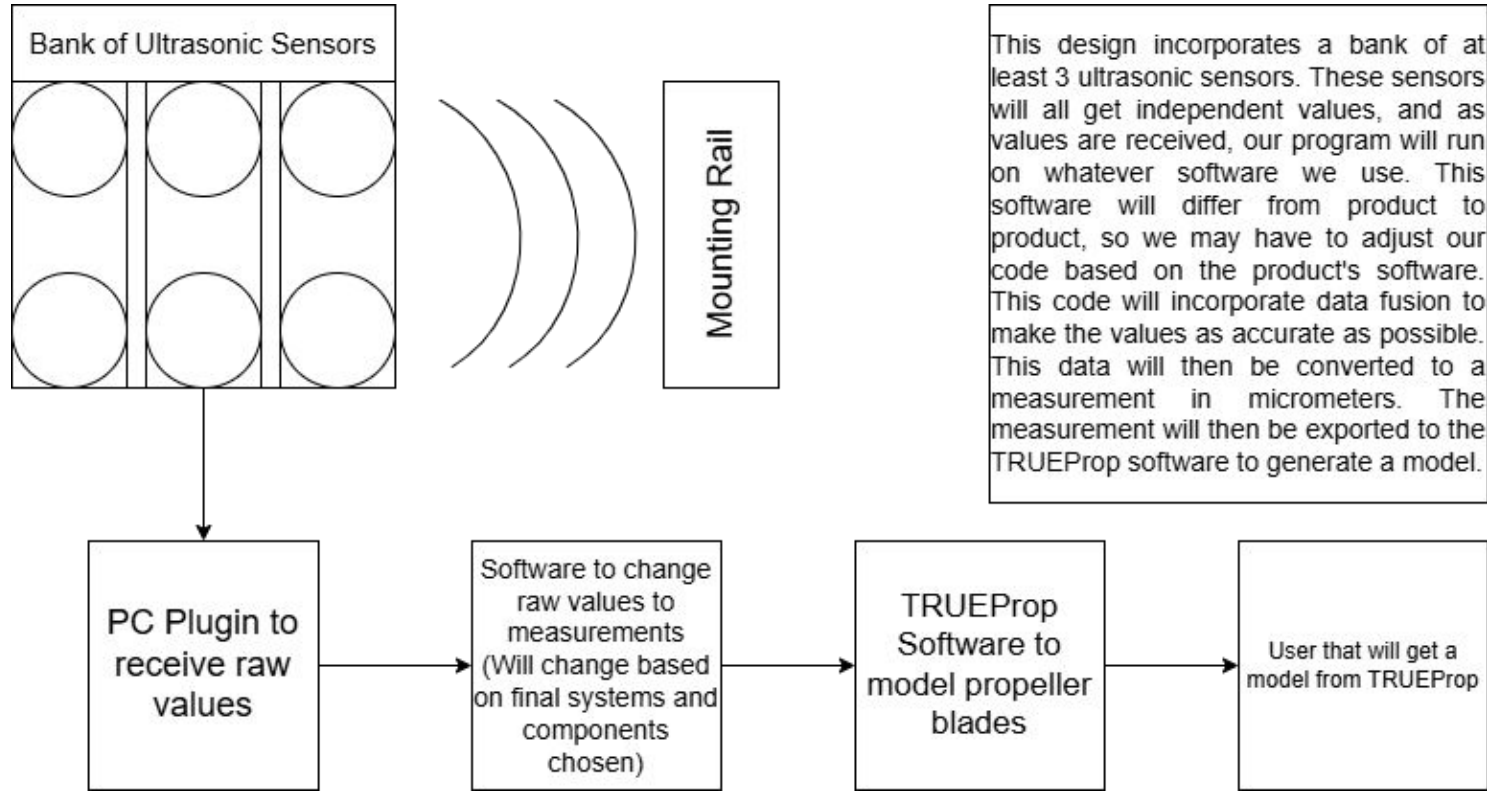 Bank of Ultrasonic Sensors
Mounting Rail
This design incorporates a bank of at
least 3 ultrasonic sensors. These sensors
will all get independent values, and as
values are received, our program will run
on whatever software we use. This
software will differ from product to
product, so we may have to adjust our
code based on the product's software.
This code will incorporate data fusion to
make the values as accurate as possible.
This data will then be converted to a
measurement in micrometers. The
measurement will then be exported to the
TRUEProp software to generate a model.
PC Plugin to
receive raw
values
Software to change
raw values to
measurements
(Will change based
on final systems and
components
chosen)
TRUEProp
Software to
model propeller
blades
User that will get a
model from TRUEProp